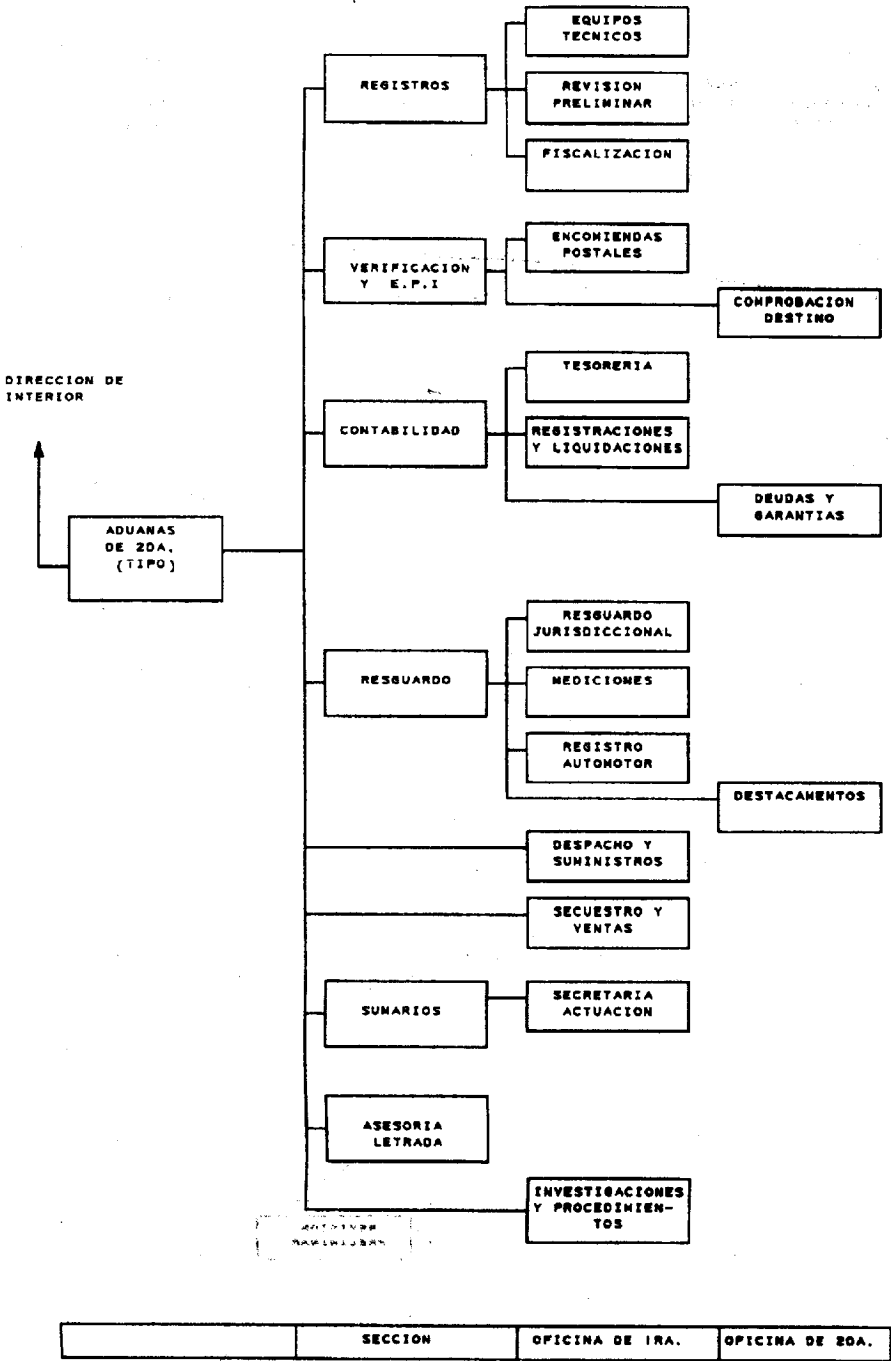 EQUIPOS
TECNICOS
REGISTROS
REVISION
PRELIMINAR
FISCALIZACION
ENCOMIENDAS
POSTALES
VERIFICACION
Y E.P.I
COMPROBACION
DESTINO
DIRECCION DE
INTERIOR
TESORERIA
CONTABILIDAD
REGISTRACIONES
Y LIQUIDACIONES
DEUDAS Y
GARANTIAS
ADUANAS
DE 2DA.
(TIPO)
RESGUARDO
JURISDICCIONAL
RESGUARDO
MEDICIONES
REGISTRO
AUTOMOTOR
DESTACAMENTOS
DESPACHO Y
SUMINISTROS
SECUESTRO Y
VENTAS
SUMARIOS
SECRETARIA
ACTUACION
ASESORIA
LETRADA
INVESTIGACIONES
Y PROCEDIMIEN-
TOS
SECCION OFICINA DE 1RA. OFICINA DE 2DA.